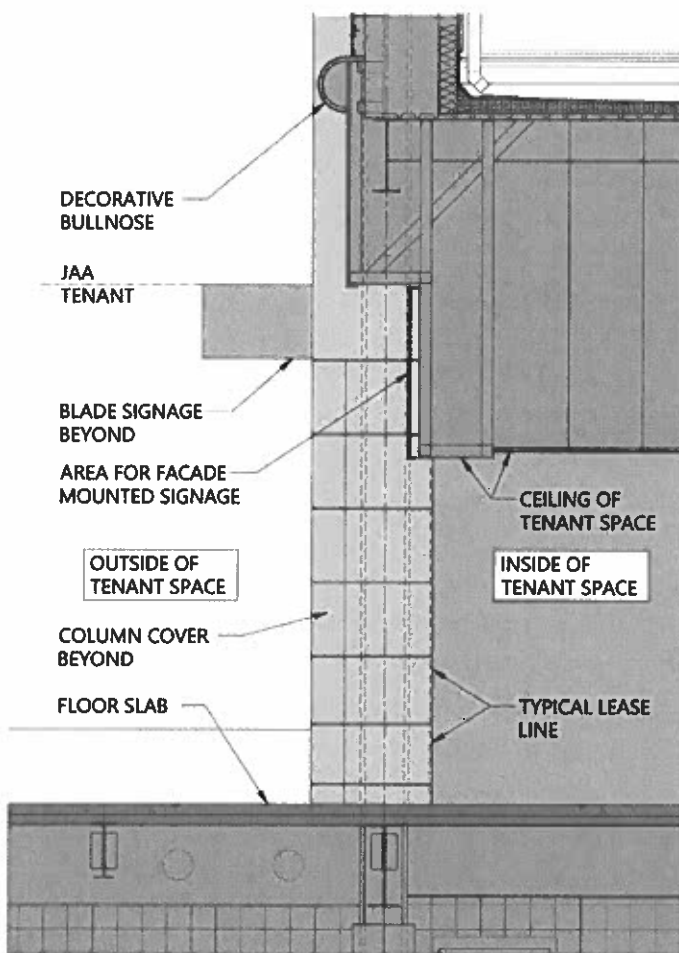 DECORATIVE
BULLNOSE
JAA
TENANT
BLADE SIGNAGE
BEYOND
AREA FOR FACADE
MOUNTED SIGNAGE
CEILING OF
TENANT SPACE
OUTSIDE OF
TENANT SPACE
INSIDE OF
TENANT SPACE
COLUMN COVER
BEYOND
FLOOR SLAB
TYPICAL LEASE
LINE